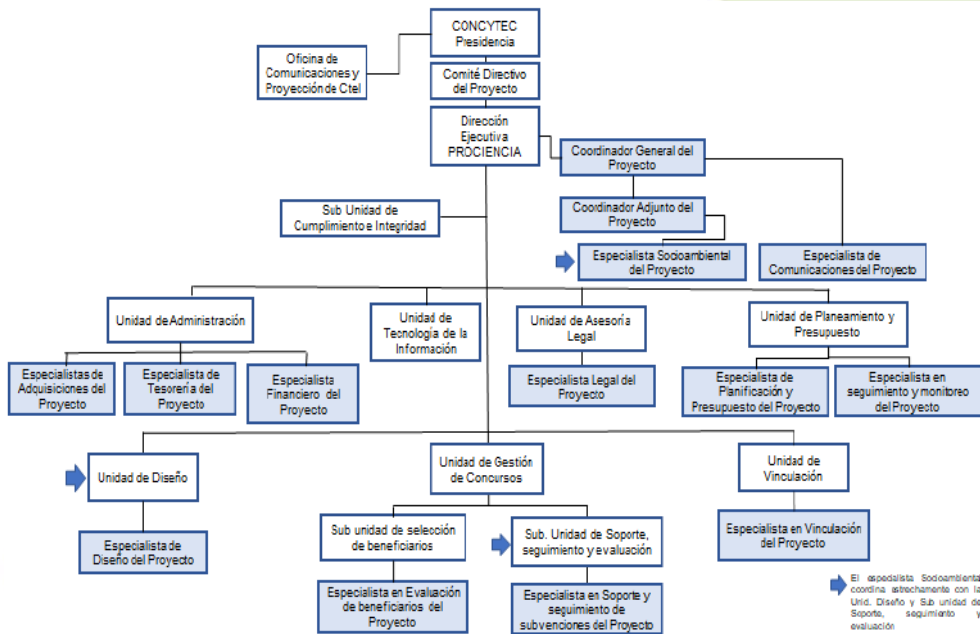 CONCYTEC
Presidencia
Oficina de
Comunicaciones y
Proyección de Ctel
Comité Directivo
del Proyecto
Dirección
Ejecutiva
PROCIENCIA
Coordinador General del
Proyecto
Coordinador Adjunto del
Proyecto
Sub Unidad de
Cumplimiento e Integridad
Especialista Socioambiental
del Proyecto
Especialista de
Comunicaciones del Proyecto
Unidad de Administración
Unidad de
Tecnologia de la
Información
Unidad de Asesoría
Legal
Unidad de Planeamiento y
Presupuesto
Especialistas de
Adquisiciones del
Proyecto
Especialista de
Tesorería del
Proyecto
Especialista
Financiero del
Proyecto
Especialista Legal del
Proyecto
Especialista de
Planificación y
Presupuesto del Proyecto
Especialista en
seguimiento y monitoreo
del Proyecto
Unidad de Diseño
Unidad de Gestión
de Concursos
Unidad de
Vinculación
Especialista de
Diseño del Proyecto
Sub unidad de selección
de beneficiarios
Sub. Unidad de Soporte,
seguimiento y evaluación
Especialista en Vinculación
del Proyecto
Especialista en Evaluación
de beneficiarios del
Proyecto
Especialista en Soporte y
seguimiento de
subvenciones del Proyecto
El especialista Socioambiental
coordina estrechamente con la
Unid. Diseño y Sub unidad de
Soporte, seguimiento y
evaluación